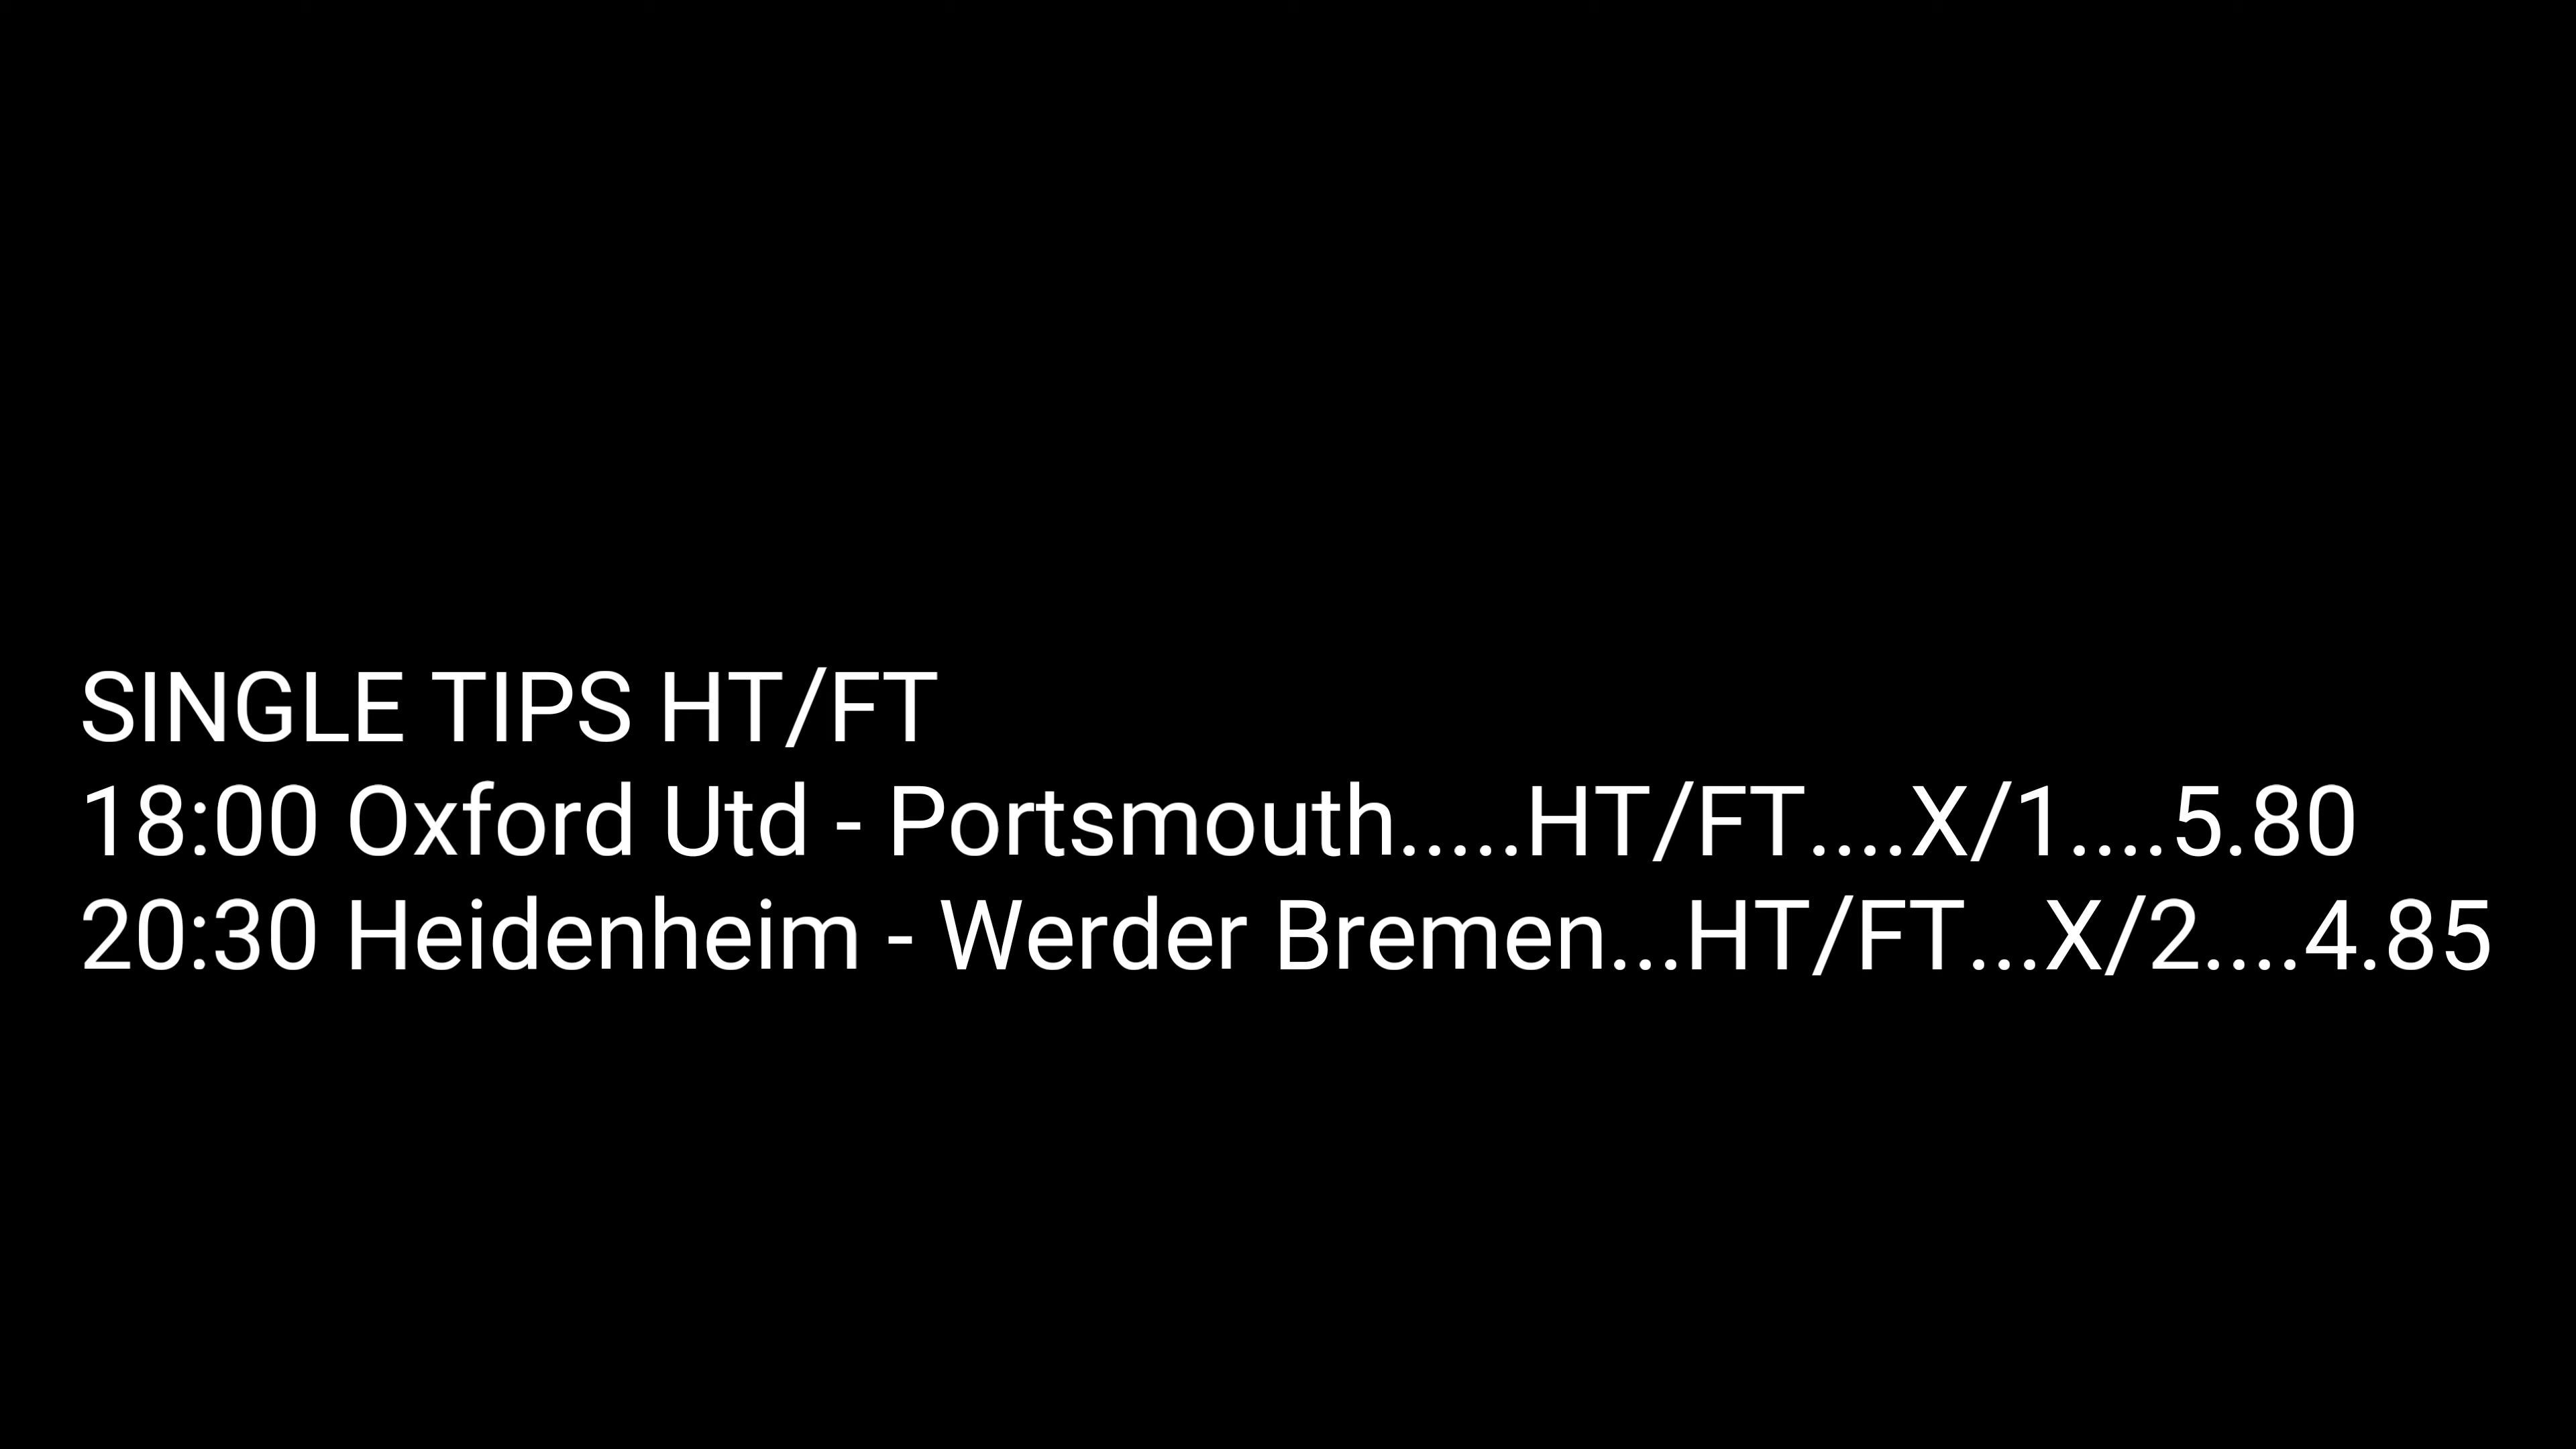 SINGLE TIPS HT/FT
18:00 Oxford Utd - Portsmouth.....HT/FT....X/1....5.80
20:30 Heidenheim - Werder Bremen...HT/FT...X/2....4.85